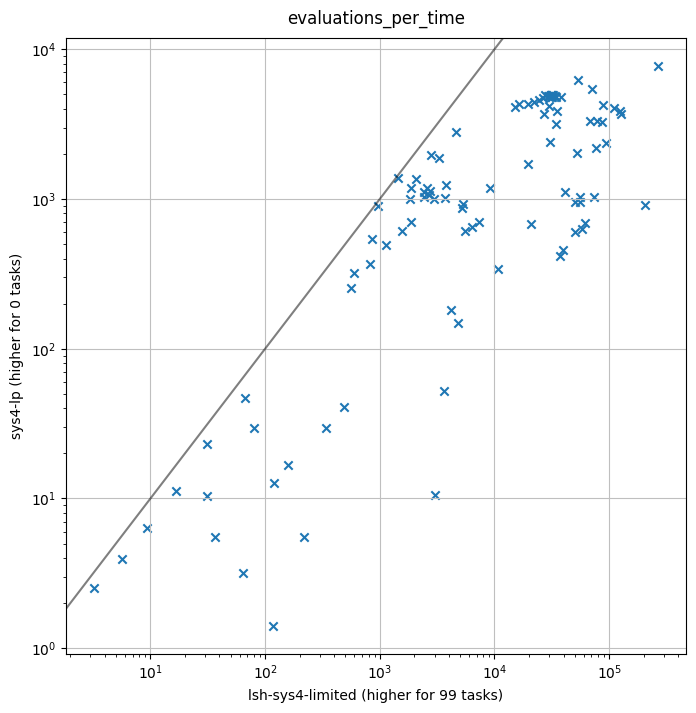 evaluations_per_time
10^4
10^3
10^2
10^1
10^0
sys4-lp (higher for 0 tasks)
10^1 10^2 10^3 10^4 10^5
lsh-sys4-limited (higher for 99 tasks)